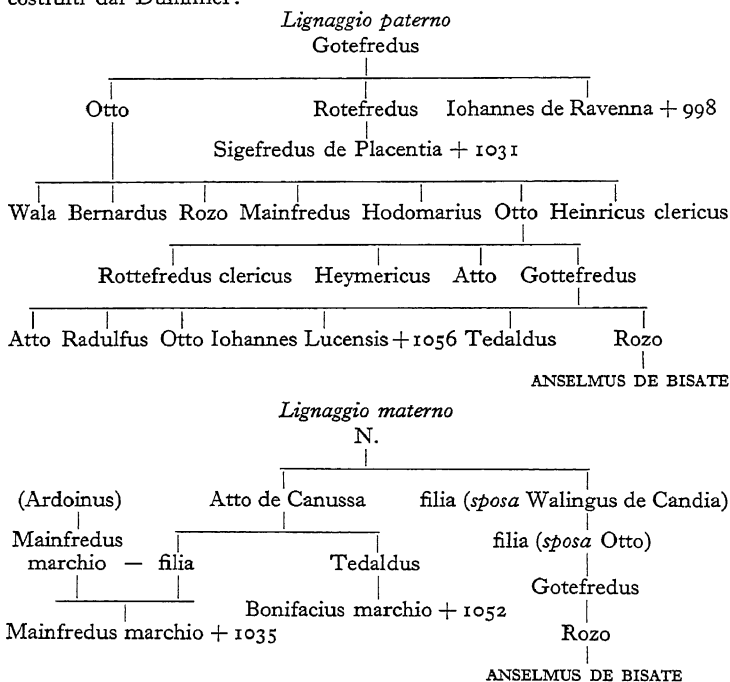 costruiti dal Dümmler:
Lignaggio paterno
Gotefredus
Otto Rotefredus Iohannes de Ravenna + 998
Sigefredus de Placentia + 1031
Wala Bernardus Rozo Mainfredus Hodomarius Otto Heinricus clericus
Rottefredus clericus Heymericus Atto Gottefredus
Atto Radulfus Otto Iohannes Lucensis + 1056 Tedaldus Rozo
ANSELMUS DE BISATE
Lignaggio materno
N.
(Ardoinus) Atto de Canussa filia (sposa Walingus de Candia)
Mainfredus filia (sposa Otto)
marchio — filia Tedaldus
Gotefredus
Bonifacius marchio + 1052
Mainfredus marchio + 1035 Rozo
ANSELMUS DE BISATE